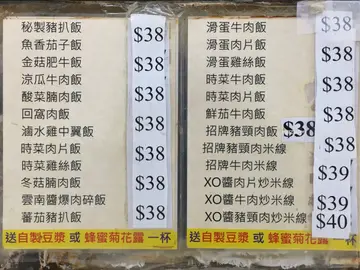 秘製豬扒飯 $38
魚香茄子飯 $38
金菇肥牛飯 $38
涼瓜牛肉飯 $38
酸菜腩肉飯 $38
回窩肉飯 $38
滷水雞中翼飯 $38
時菜肉片飯 $38
時菜雞絲飯 $38
冬菇腩肉飯 $38
雲南醬爆肉碎飯 $38
蕃茄豬扒飯 $38
送自製豆漿 或 蜂蜜菊花露 一杯
滑蛋牛肉飯 $38
滑蛋肉片飯 $38
滑蛋雞絲飯 $38
時菜牛肉飯 $38
時菜肉片飯 $38
鮮茄牛肉飯 $38
招牌豬頸肉飯 $38
招牌豬頸肉米線 $38
招牌牛肉米線 $38
XO醬肉片炒米線 $39
XO醬牛肉炒米線 $39
XO醬豬頸肉炒米線 $40
送自製豆漿 或 蜂蜜菊花露 一杯